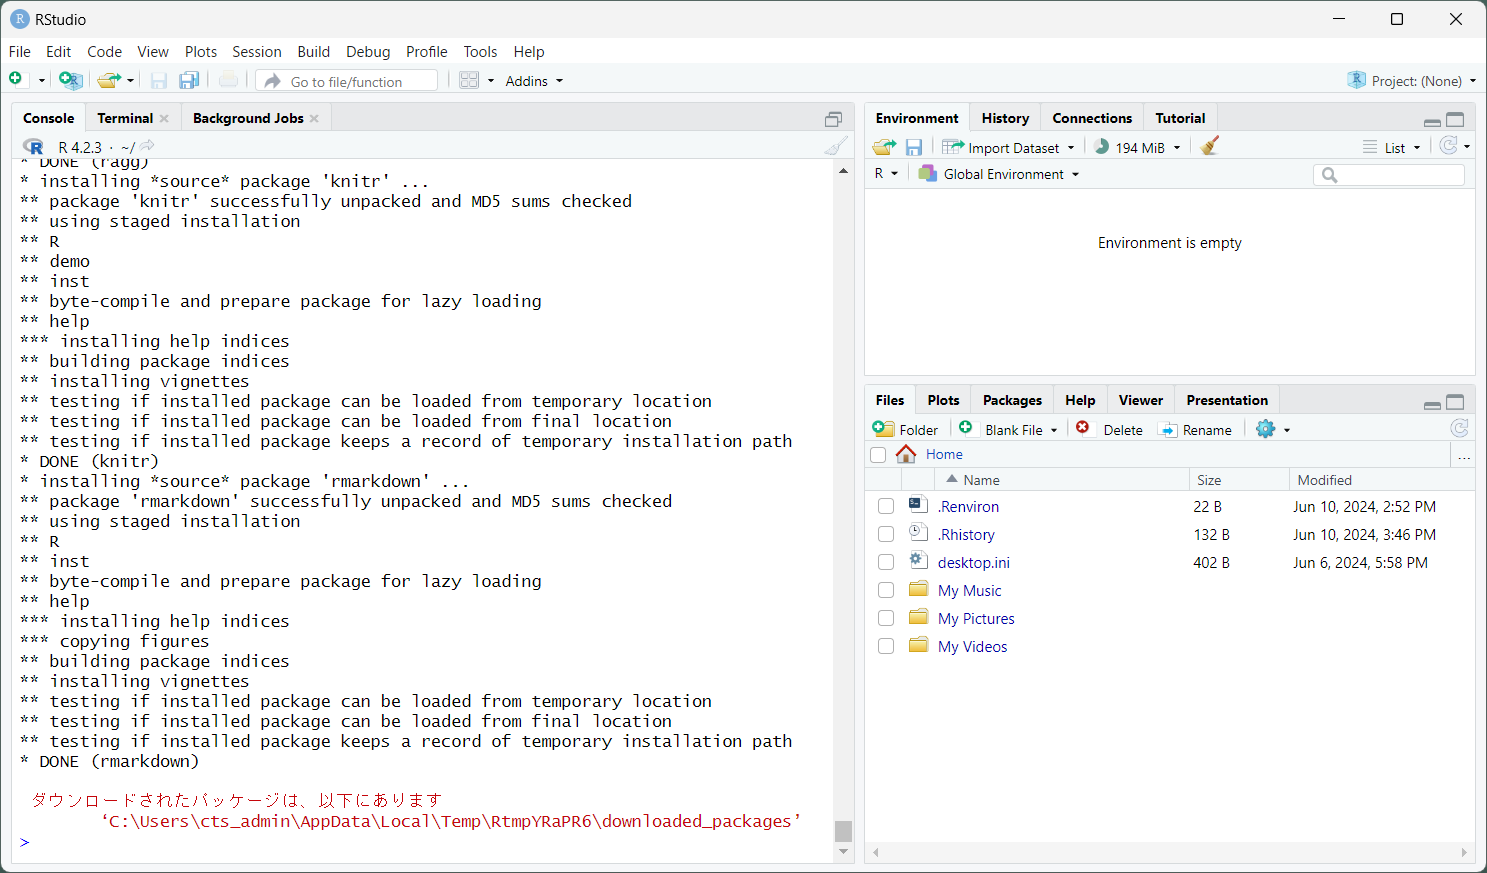 RStudio
File Edit Code View Plots Session Build Debug Profile Tools Help
Go to file/function Addins Project: (None)
Console Terminal Background Jobs
R 4.2.3 · ~/
* DONE (ragg)
* installing *source* package 'knitr' ...
** package 'knitr' successfully unpacked and MD5 sums checked
** using staged installation
** R
** demo
** inst
** byte-compile and prepare package for lazy loading
** help
*** installing help indices
** building package indices
** installing vignettes
** testing if installed package can be loaded from temporary location
** testing if installed package can be loaded from final location
** testing if installed package keeps a record of temporary installation path
* DONE (knitr)
* installing *source* package 'rmarkdown' ...
** package 'rmarkdown' successfully unpacked and MD5 sums checked
** using staged installation
** R
** inst
** byte-compile and prepare package for lazy loading
** help
*** installing help indices
*** copying figures
** building package indices
** installing vignettes
** testing if installed package can be loaded from temporary location
** testing if installed package can be loaded from final location
** testing if installed package keeps a record of temporary installation path
* DONE (rmarkdown)
ダウンロードされたパッケージは、以下にあります
‘C:\Users\cts_admin\AppData\Local\Temp\RtmpYRaPR6\downloaded_packages’
>
Environment History Connections Tutorial
Import Dataset 194 MiB List
R Global Environment
Environment is empty
Files Plots Packages Help Viewer Presentation
Folder Blank File Delete Rename
Home ...
Name Size Modified
.Renviron 22 B Jun 10, 2024, 2:52 PM
.Rhistory 132 B Jun 10, 2024, 3:46 PM
desktop.ini 402 B Jun 6, 2024, 5:58 PM
My Music
My Pictures
My Videos